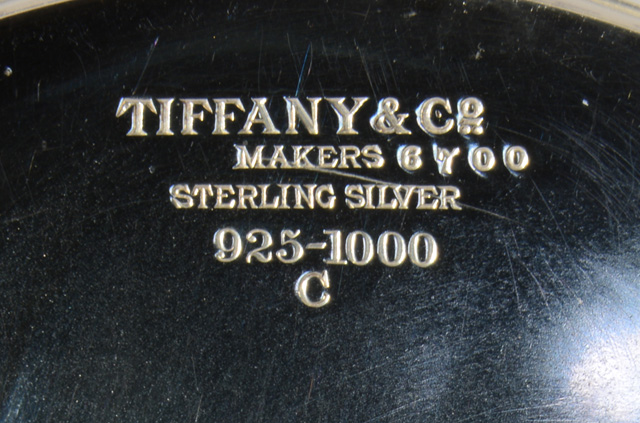 TIFFANY & Co
MAKERS 6700
STERLING SILVER
925-1000
C